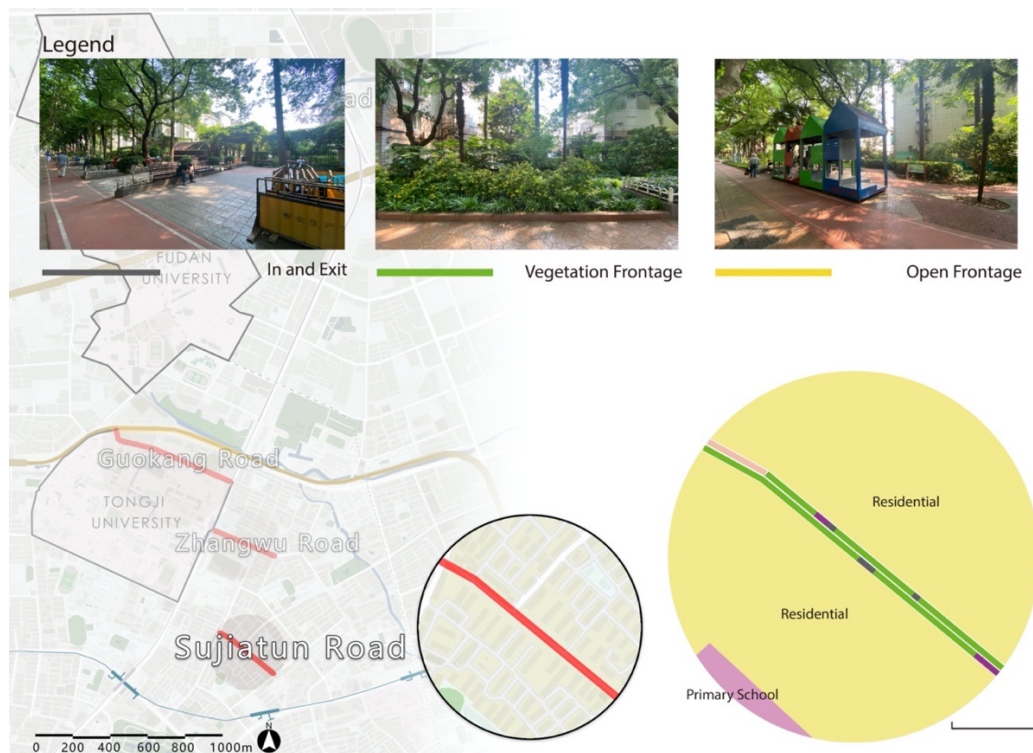 Legend
ad
In and Exit
Vegetation Frontage
Open Frontage
FUDAN
UNIVERSITY
Guokang Road
TONGJI
UNIVERSITY
Zhangwu Road
Sujiatun Road
Residential
Residential
Primary School
N
0 200 400 600 800 1000m